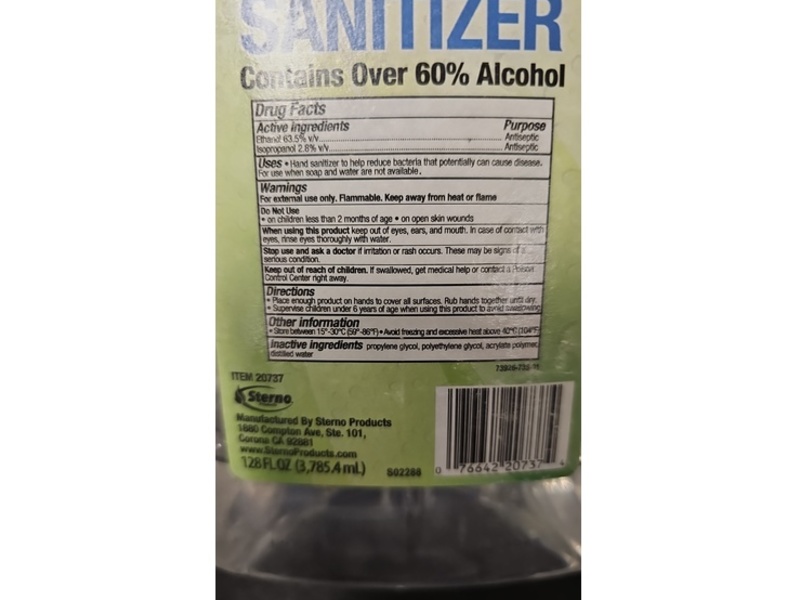 SANITIZER
Contains Over 60% Alcohol
Drug Facts
Active Ingredients Purpose
Ethanol 63.5% v/v Antiseptic
Isopropanol 2.8% v/v Antiseptic
Uses • Hand sanitizer to help reduce bacteria that potentially can cause disease.
For use when soap and water are not available.
Warnings
For external use only. Flammable. Keep away from heat or flame
Do Not Use
• on children less than 2 months of age • on open skin wounds
When using this product keep out of eyes, ears, and mouth. In case of contact with
eyes, rinse eyes thoroughly with water.
Stop use and ask a doctor if irritation or rash occurs. These may be signs of a
serious condition.
Keep out of reach of children. If swallowed, get medical help or contact a Poison
Control Center right away.
Directions
• Place enough product on hands to cover all surfaces. Rub hands together until dry.
• Supervise children under 6 years of age when using this product to avoid swallowing
Other information
• Store between 15°-30°C (59°-86°F) • Avoid freezing and excessive heat above 40°C (104°F
Inactive ingredients propylene glycol, polyethylene glycol, acrylate polymer,
distilled water
ITEM 20737
Sterno
Manufactured By Sterno Products
1880 Compton Ave, Ste. 101,
Corona CA 92881
www.SternoProducts.com
128 FL OZ (3,785.4 mL)
S02286
0 76642 20737 4